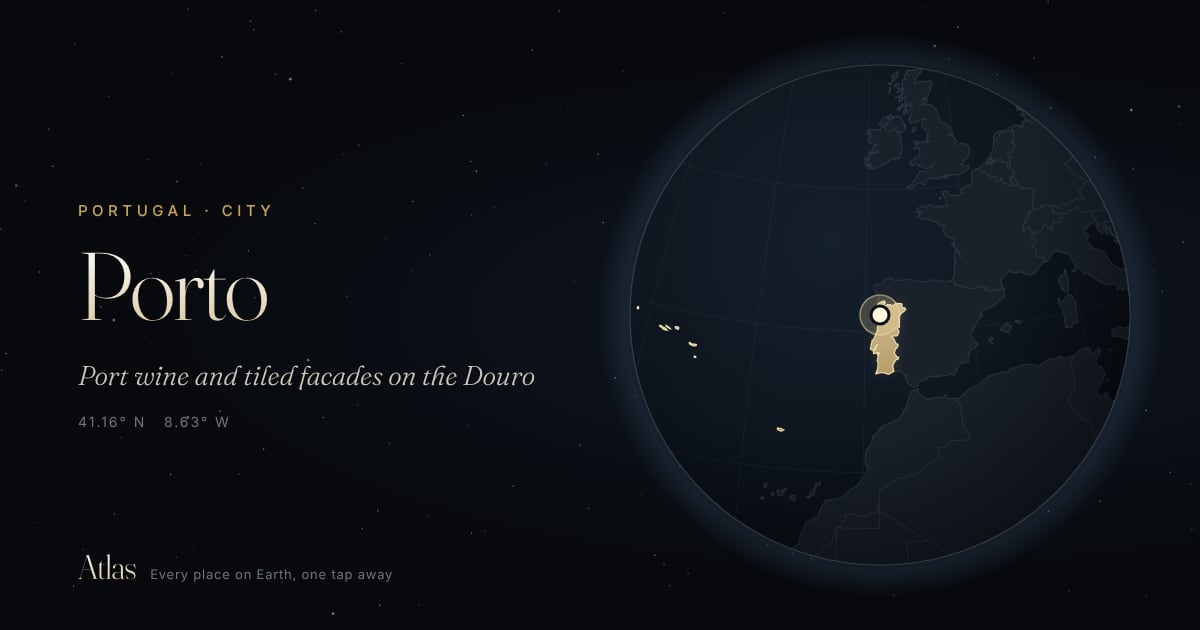 PORTUGAL · CITY
Porto
Port wine and tiled facades on the Douro
41.16° N 8.63° W
Atlas Every place on Earth, one tap away